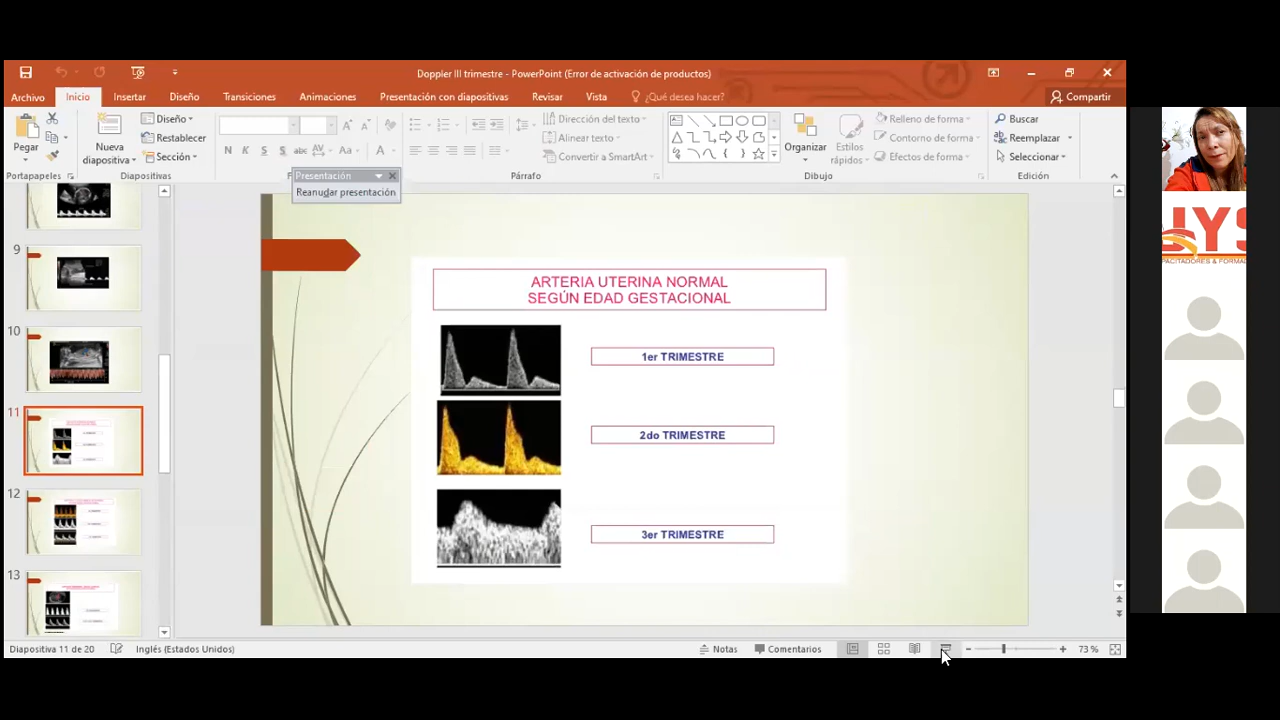 Doppler III trimestre - PowerPoint (Error de activación de productos)
Archivo
Inicio
Insertar
Diseño
Transiciones
Animaciones
Presentación con diapositivas
Revisar
Vista
¿Qué desea hacer?
Compartir
Pegar
Nueva
diapositiva
Diseño
Restablecer
Sección
N K S S abc AV Aa A
Dirección del texto
Alinear texto
Convertir a SmartArt
Organizar
Estilos
rápidos
Relleno de forma
Contorno de forma
Efectos de forma
Buscar
Reemplazar
Seleccionar
Portapapeles
Diapositivas
Párrafo
Dibujo
Edición
Presentación
Reanudar presentación
9
10
11
12
13
ARTERIA UTERINA NORMAL
SEGÚN EDAD GESTACIONAL
1er TRIMESTRE
2do TRIMESTRE
3er TRIMESTRE
JYS
Diapositiva 11 de 20
Inglés (Estados Unidos)
Notas
Comentarios
73 %